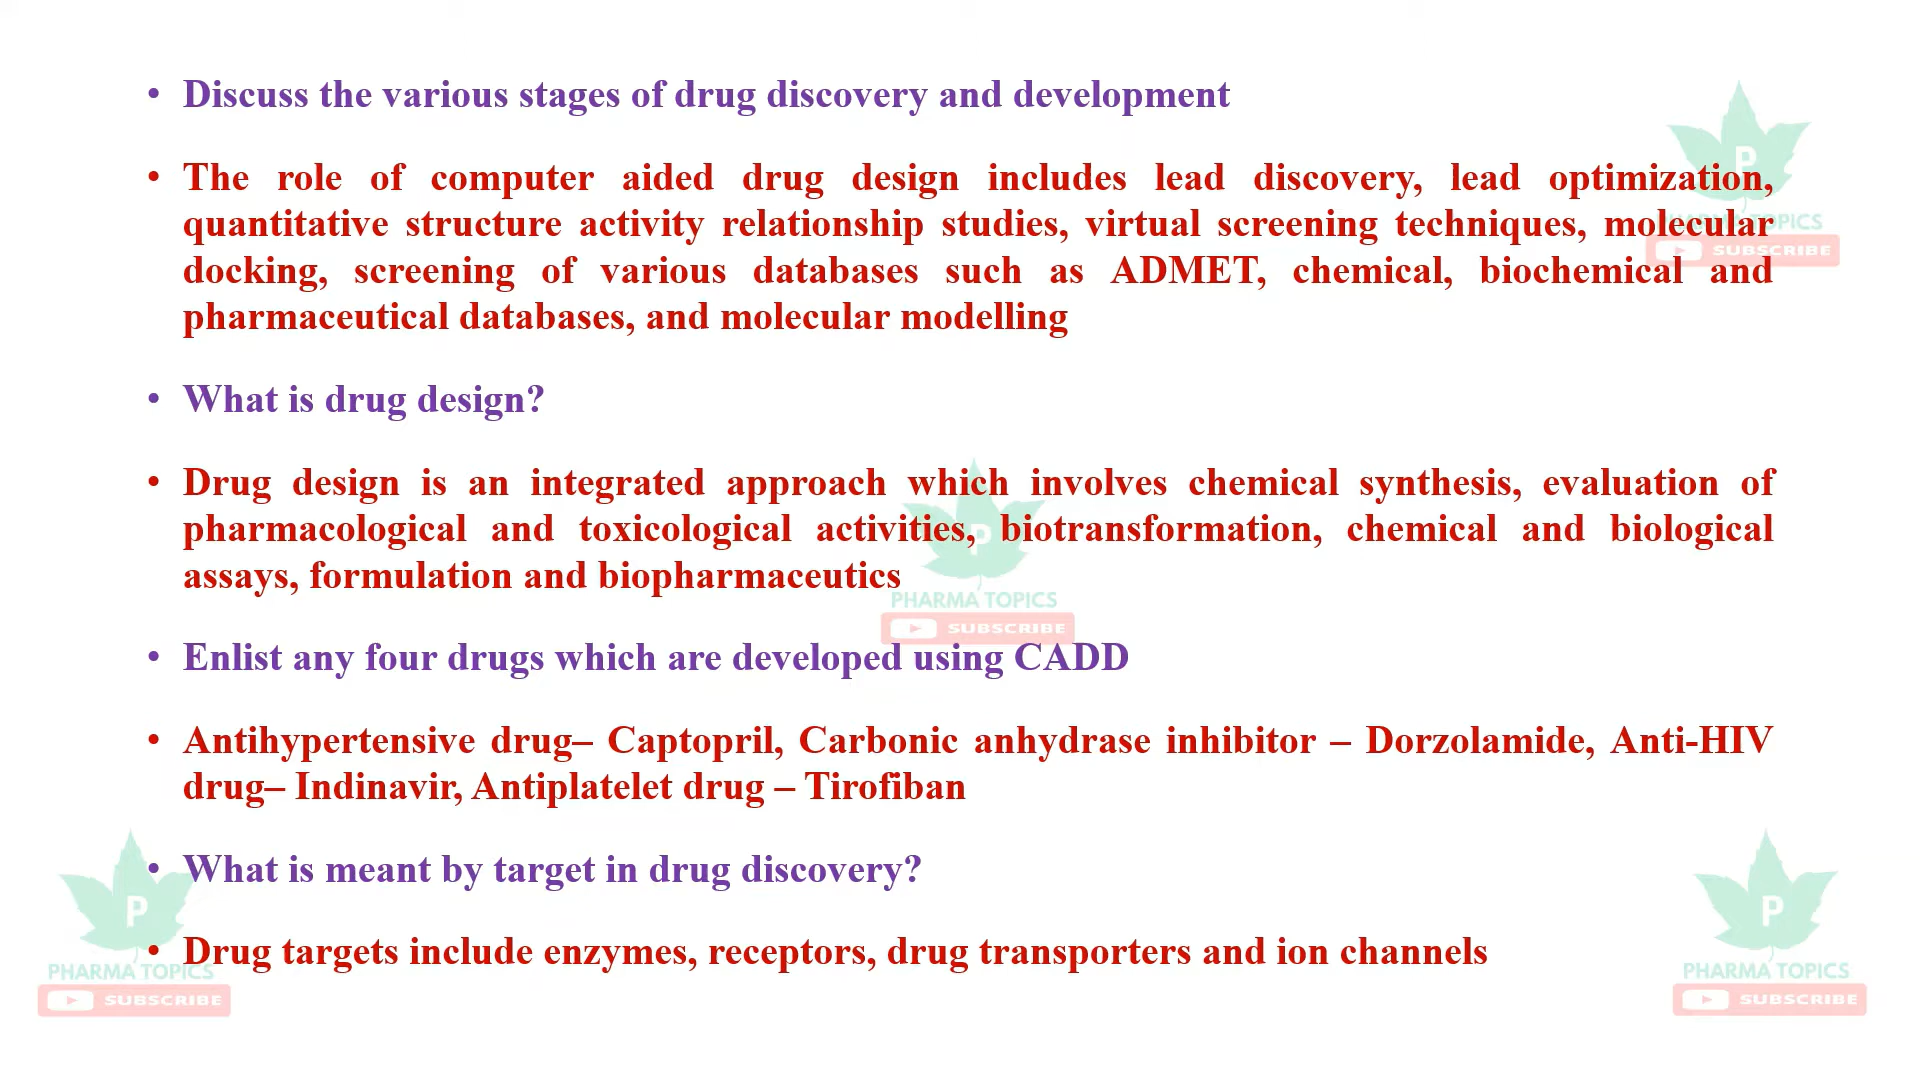 • Discuss the various stages of drug discovery and development
• The role of computer aided drug design includes lead discovery, lead optimization,
quantitative structure activity relationship studies, virtual screening techniques, molecular
docking, screening of various databases such as ADMET, chemical, biochemical and
pharmaceutical databases, and molecular modelling
P
PHARMA TOPICS
SUBSCRIBE
• What is drug design?
• Drug design is an integrated approach which involves chemical synthesis, evaluation of
pharmacological and toxicological activities, biotransformation, chemical and biological
assays, formulation and biopharmaceutics
P
PHARMA TOPICS
SUBSCRIBE
• Enlist any four drugs which are developed using CADD
• Antihypertensive drug– Captopril, Carbonic anhydrase inhibitor – Dorzolamide, Anti-HIV
drug– Indinavir, Antiplatelet drug – Tirofiban
• What is meant by target in drug discovery?
• Drug targets include enzymes, receptors, drug transporters and ion channels
P
PHARMA TOPICS
SUBSCRIBE
P
PHARMA TOPICS
SUBSCRIBE